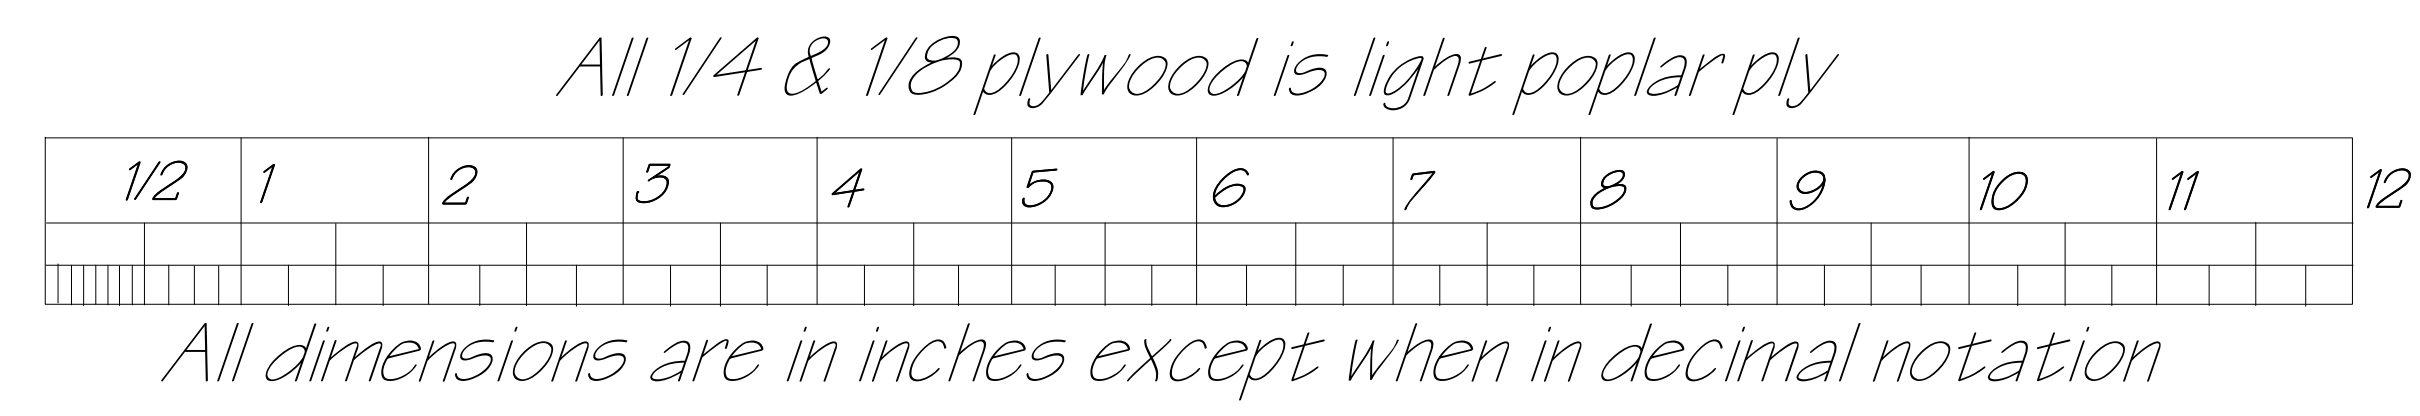 All 1/4 & 1/8 plywood is light poplar ply
1/2 1 2 3 4 5 6 7 8 9 10 11 12
All dimensions are in inches except when in decimal notation